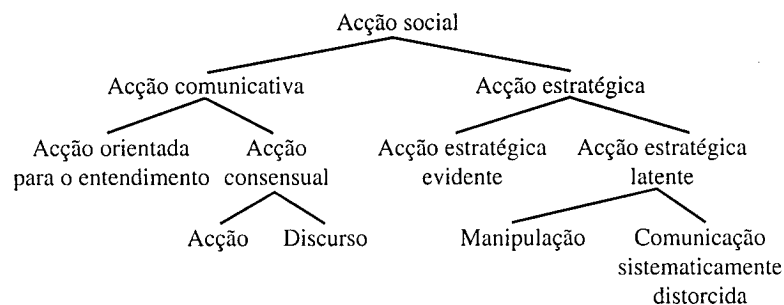 Acção social
Acção comunicativa Acção estratégica
Acção orientada Acção Acção estratégica Acção estratégica
para o entendimento consensual evidente latente
Acção Discurso Manipulação Comunicação
sistematicamente
distorcida